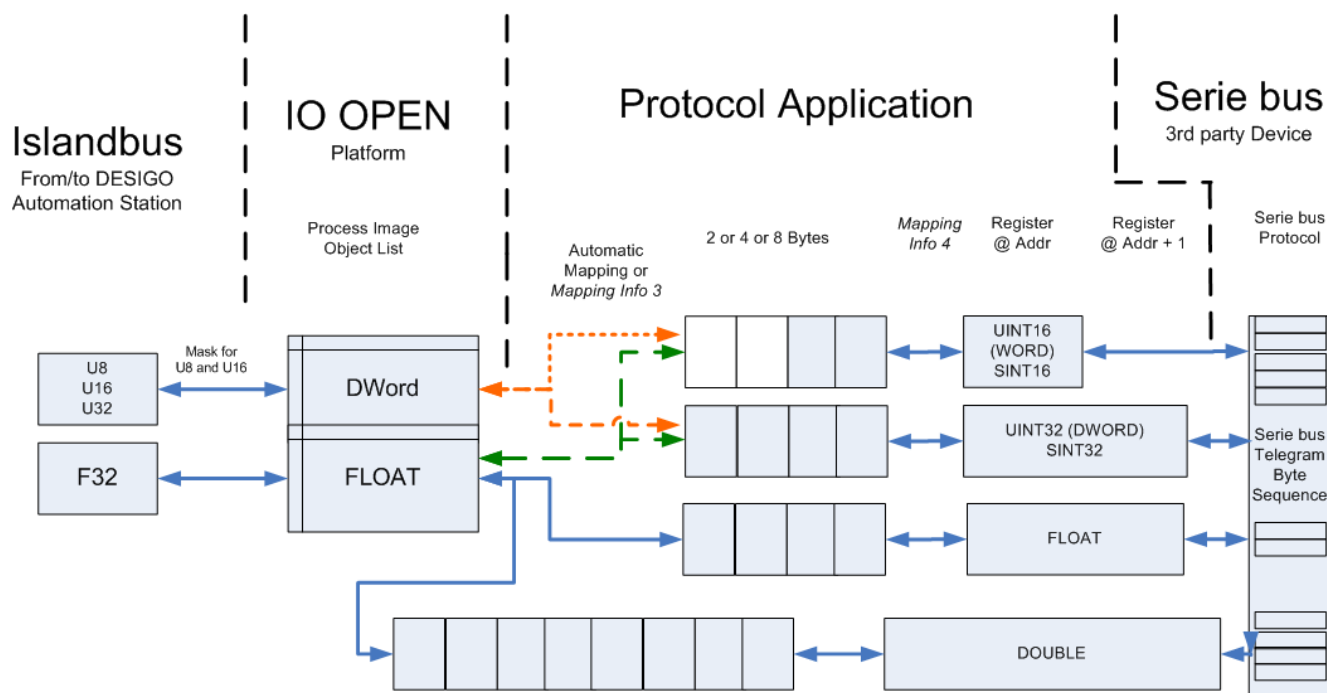 Islandbus
From/to DESIGO
Automation Station
IO OPEN
Platform
Process Image
Object List
Protocol Application
Serie bus
3rd party Device
Automatic
Mapping or
Mapping Info 3
2 or 4 or 8 Bytes
Mapping
Info 4
Register
@ Addr
Register
@ Addr + 1
Serie bus
Protocol
U8
U16
U32
Mask for
U8 and U16
DWord
UINT16
(WORD)
SINT16
F32
FLOAT
UINT32 (DWORD)
SINT32
Serie bus
Telegram
Byte
Sequence
FLOAT
DOUBLE